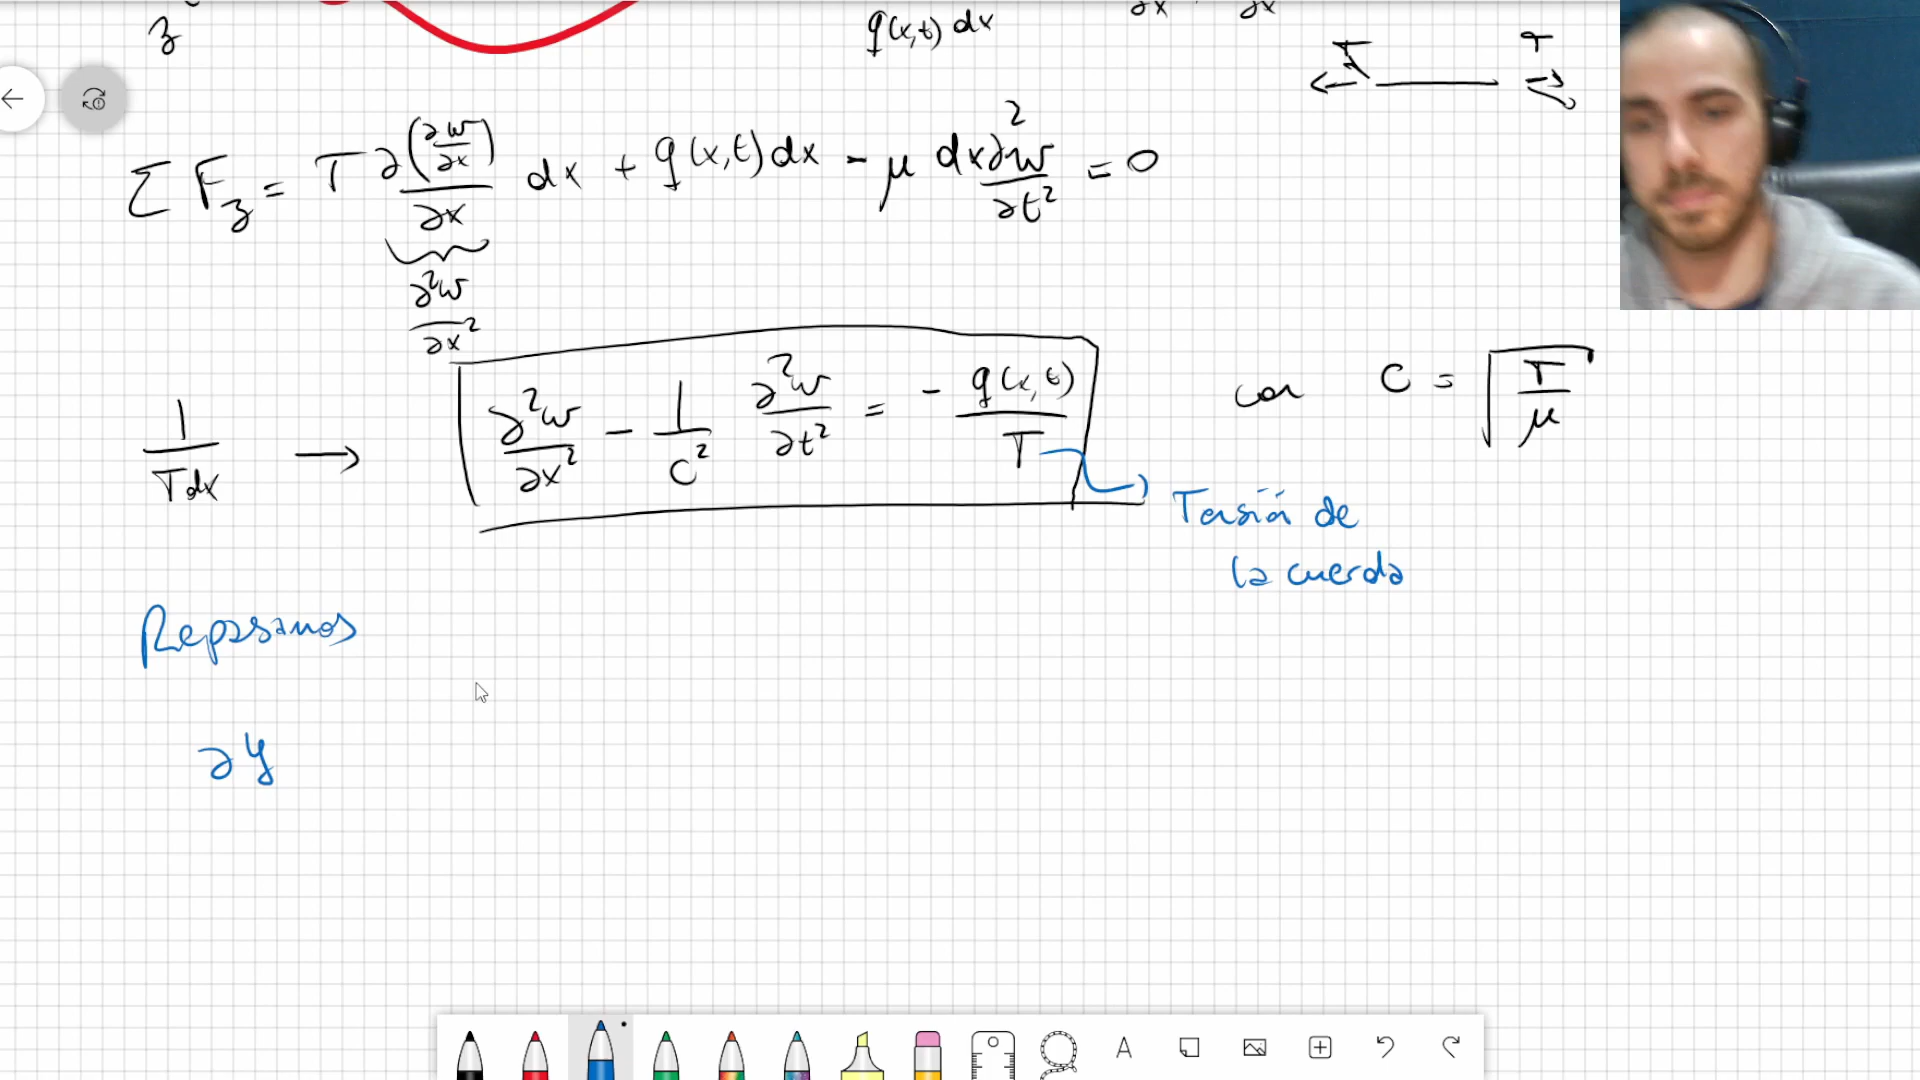 z
q(x,t) dx
∂x ∂x
T T
ΣF_z = T ∂(∂w/∂x)/∂x dx + q(x,t) dx - μ dx ∂²w/∂t² = 0
∂²w/∂x²
1/(T dx) → ∂²w/∂x² - 1/c² ∂²w/∂t² = - q(x,t)/T con c = √(T/μ)
Tensión de
la cuerda
Repasamos
∂y
A